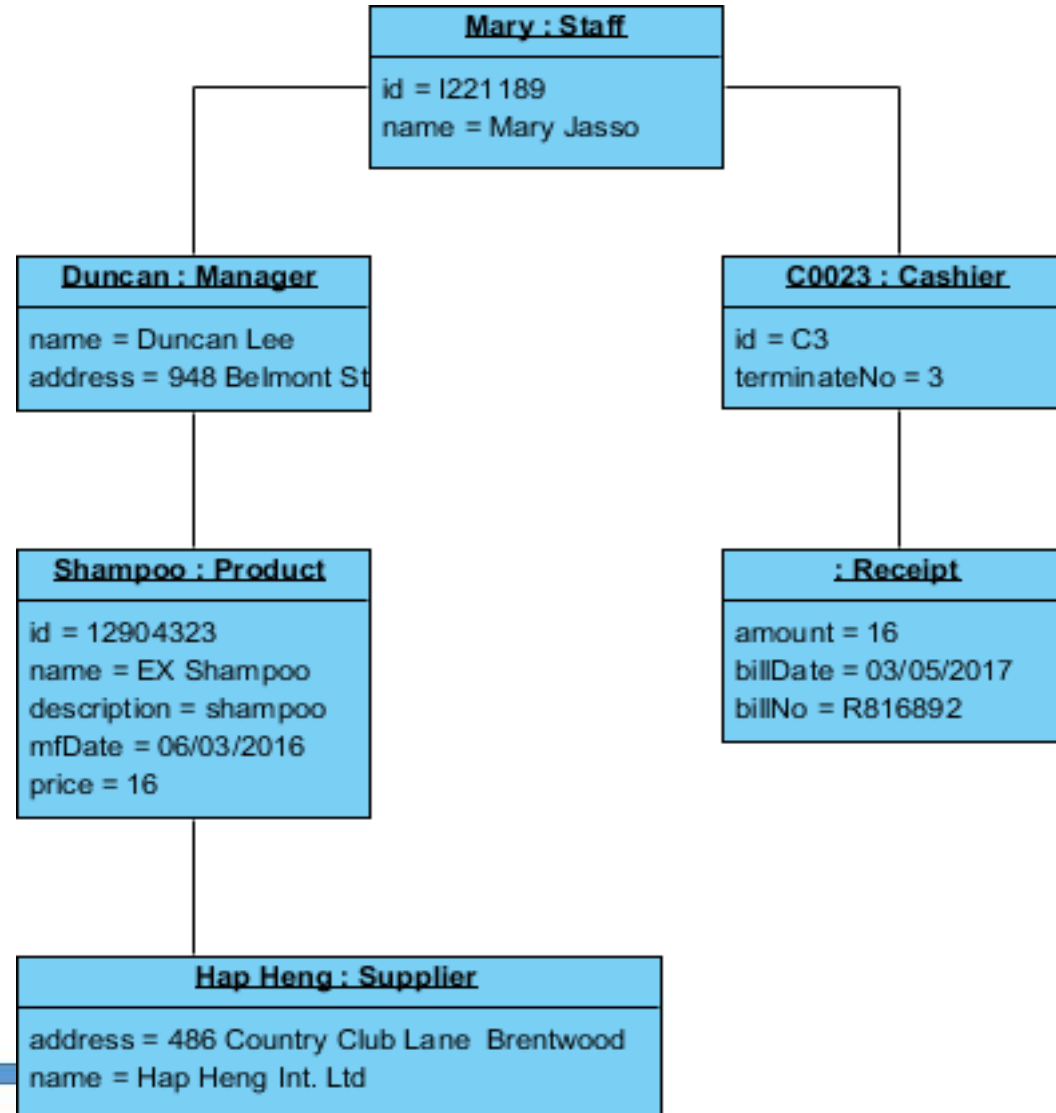 Mary : Staff
id = I221189
name = Mary Jasso
Duncan : Manager
name = Duncan Lee
address = 948 Belmont St
C0023 : Cashier
id = C3
terminateNo = 3
Shampoo : Product
id = 12904323
name = EX Shampoo
description = shampoo
mfDate = 06/03/2016
price = 16
: Receipt
amount = 16
billDate = 03/05/2017
billNo = R816892
Hap Heng : Supplier
address = 486 Country Club Lane  Brentwood
name = Hap Heng Int. Ltd